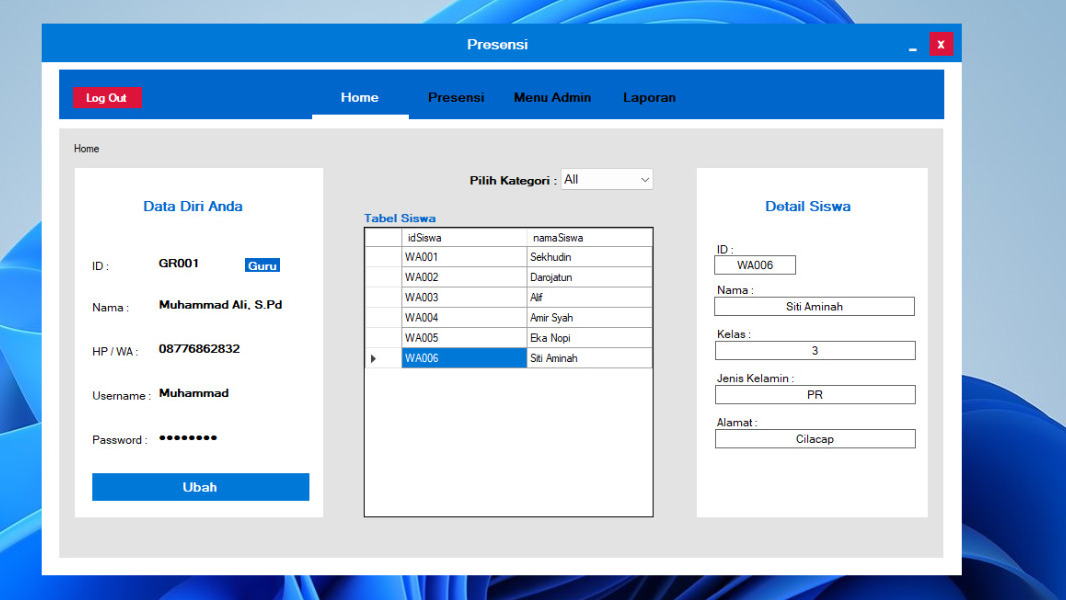 Presensi
x
Log Out
Home
Presensi
Menu Admin
Laporan
Home
Data Diri Anda
ID :
GR001
Guru
Nama :
Muhammad Ali, S.Pd
HP / WA :
08776862832
Username :
Muhammad
Password :
●●●●●●●●
Ubah
Pilih Kategori :
All
Tabel Siswa
idSiswa namaSiswa
WA001 Sekhudin
WA002 Darojatun
WA003 Alif
WA004 Amir Syah
WA005 Eka Nopi
WA006 Siti Aminah
Detail Siswa
ID :
WA006
Nama :
Siti Aminah
Kelas :
3
Jenis Kelamin :
PR
Alamat :
Cilacap